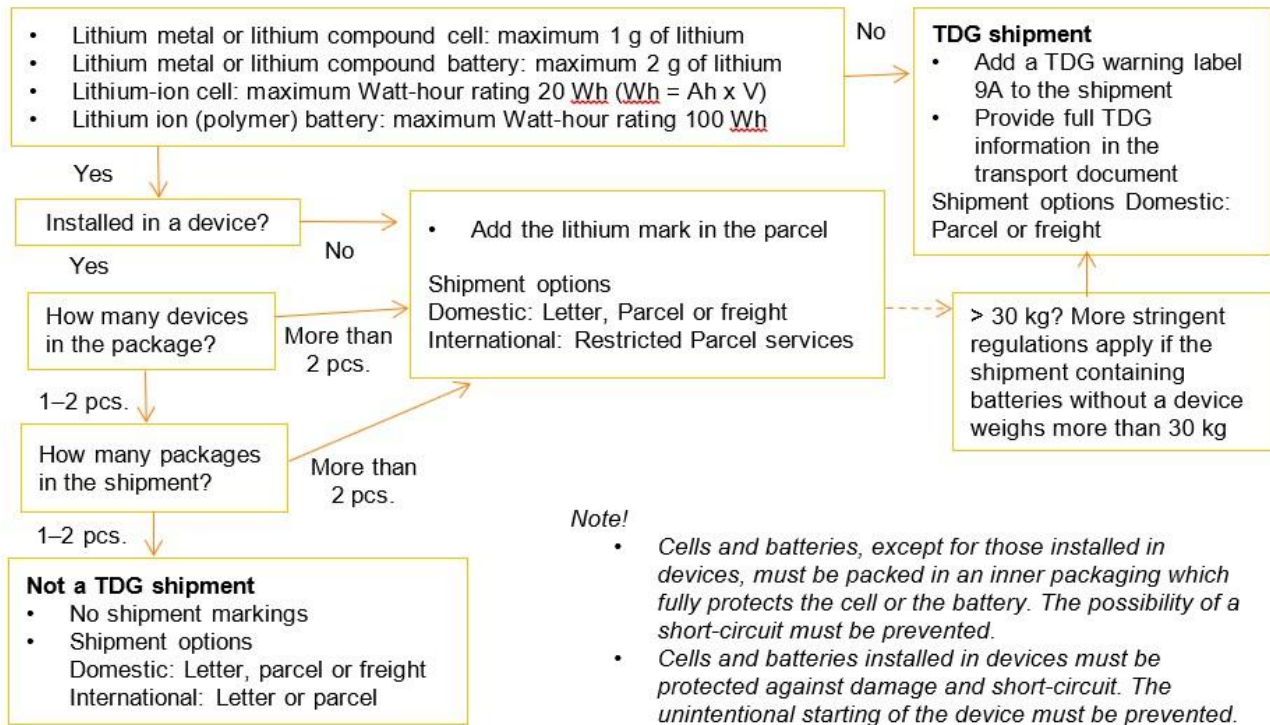 • Lithium metal or lithium compound cell: maximum 1 g of lithium
• Lithium metal or lithium compound battery: maximum 2 g of lithium
• Lithium-ion cell: maximum Watt-hour rating 20 Wh (Wh = Ah x V)
• Lithium ion (polymer) battery: maximum Watt-hour rating 100 Wh
No
TDG shipment
• Add a TDG warning label
9A to the shipment
• Provide full TDG
information in the
transport document
Shipment options Domestic:
Parcel or freight
Yes
Installed in a device?
No
• Add the lithium mark in the parcel
Shipment options
Domestic: Letter, Parcel or freight
International: Restricted Parcel services
Yes
How many devices
in the package?
More than
2 pcs.
> 30 kg? More stringent
regulations apply if the
shipment containing
batteries without a device
weighs more than 30 kg
1–2 pcs.
How many packages
in the shipment?
More than
2 pcs.
1–2 pcs.
Not a TDG shipment
• No shipment markings
• Shipment options
Domestic: Letter, parcel or freight
International: Letter or parcel
Note!
• Cells and batteries, except for those installed in
devices, must be packed in an inner packaging which
fully protects the cell or the battery. The possibility of a
short-circuit must be prevented.
• Cells and batteries installed in devices must be
protected against damage and short-circuit. The
unintentional starting of the device must be prevented.